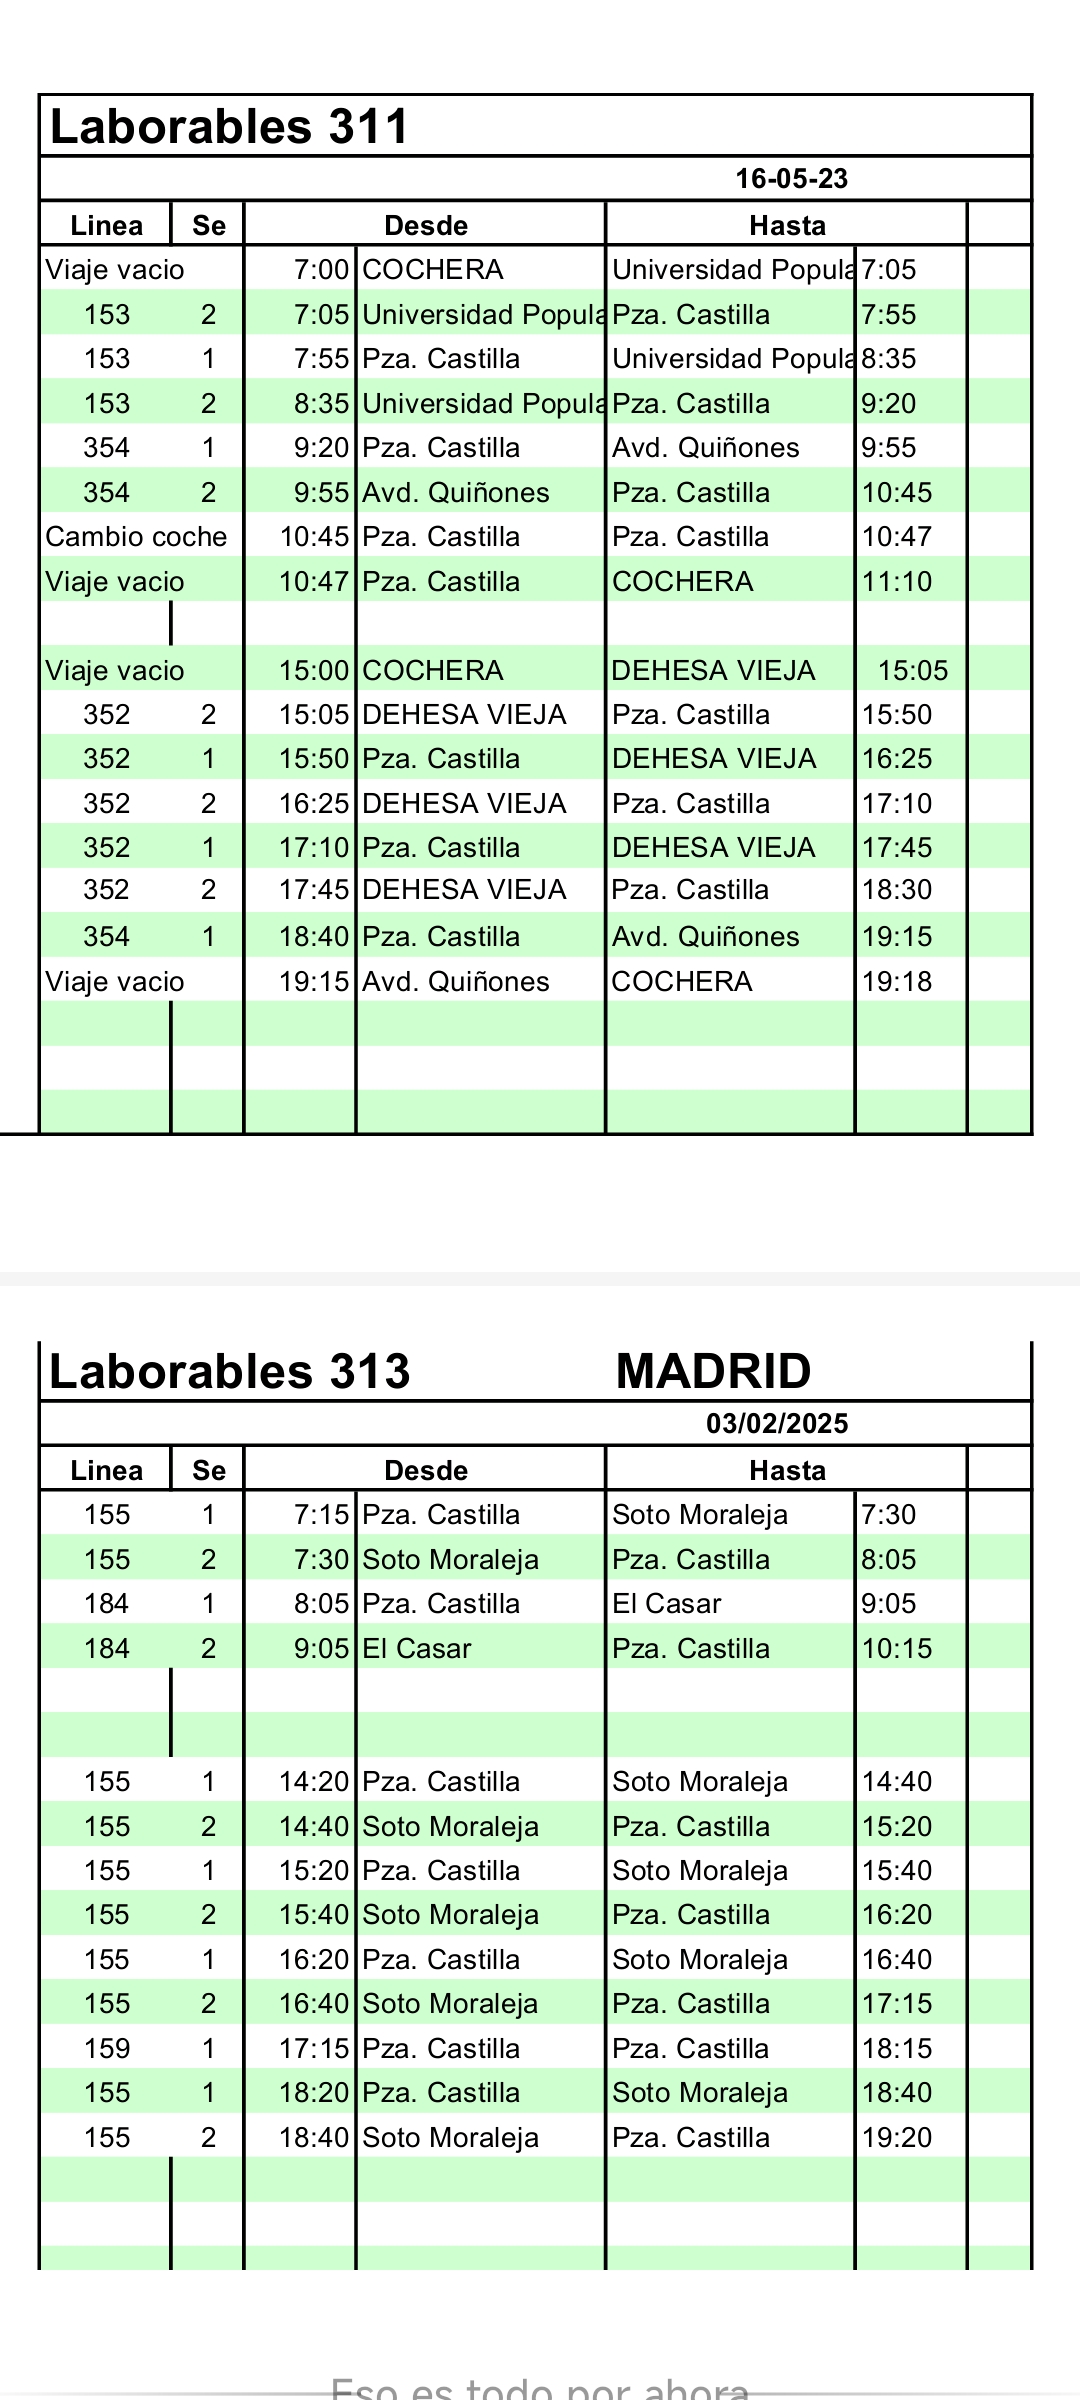 Laborables 311
16-05-23
Linea Se Desde Hasta
Viaje vacio 7:00 COCHERA Universidad Popula 7:05
153 2 7:05 Universidad Popula Pza. Castilla 7:55
153 1 7:55 Pza. Castilla Universidad Popula 8:35
153 2 8:35 Universidad Popula Pza. Castilla 9:20
354 1 9:20 Pza. Castilla Avd. Quiñones 9:55
354 2 9:55 Avd. Quiñones Pza. Castilla 10:45
Cambio coche 10:45 Pza. Castilla Pza. Castilla 10:47
Viaje vacio 10:47 Pza. Castilla COCHERA 11:10
Viaje vacio 15:00 COCHERA DEHESA VIEJA 15:05
352 2 15:05 DEHESA VIEJA Pza. Castilla 15:50
352 1 15:50 Pza. Castilla DEHESA VIEJA 16:25
352 2 16:25 DEHESA VIEJA Pza. Castilla 17:10
352 1 17:10 Pza. Castilla DEHESA VIEJA 17:45
352 2 17:45 DEHESA VIEJA Pza. Castilla 18:30
354 1 18:40 Pza. Castilla Avd. Quiñones 19:15
Viaje vacio 19:15 Avd. Quiñones COCHERA 19:18
Laborables 313 MADRID
03/02/2025
Linea Se Desde Hasta
155 1 7:15 Pza. Castilla Soto Moraleja 7:30
155 2 7:30 Soto Moraleja Pza. Castilla 8:05
184 1 8:05 Pza. Castilla El Casar 9:05
184 2 9:05 El Casar Pza. Castilla 10:15
155 1 14:20 Pza. Castilla Soto Moraleja 14:40
155 2 14:40 Soto Moraleja Pza. Castilla 15:20
155 1 15:20 Pza. Castilla Soto Moraleja 15:40
155 2 15:40 Soto Moraleja Pza. Castilla 16:20
155 1 16:20 Pza. Castilla Soto Moraleja 16:40
155 2 16:40 Soto Moraleja Pza. Castilla 17:15
159 1 17:15 Pza. Castilla Pza. Castilla 18:15
155 1 18:20 Pza. Castilla Soto Moraleja 18:40
155 2 18:40 Soto Moraleja Pza. Castilla 19:20
Eso es todo por ahora